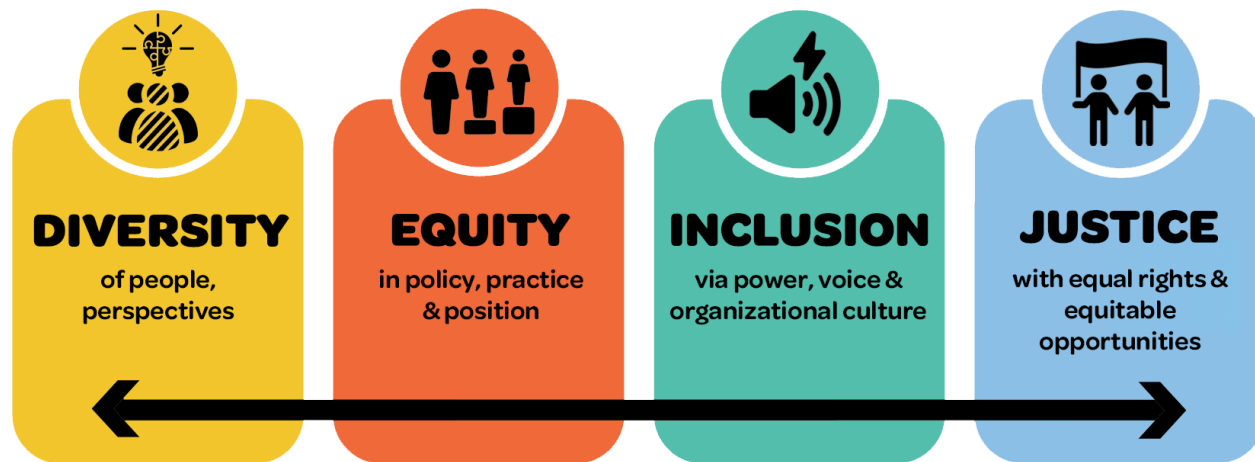 DIVERSITY
of people,
perspectives
EQUITY
in policy, practice
& position
INCLUSION
via power, voice &
organizational culture
JUSTICE
with equal rights &
equitable
opportunities